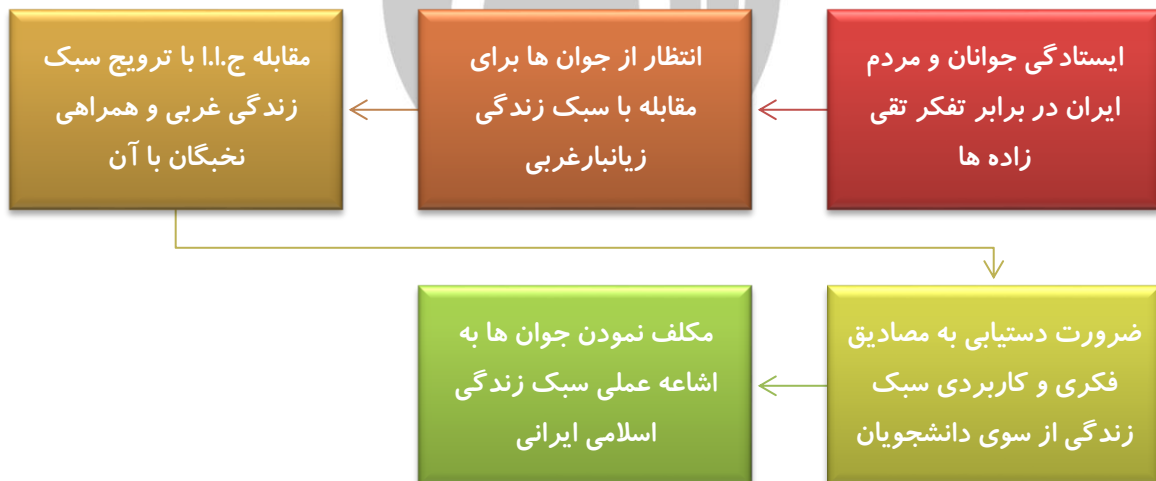 ایستادگی جوانان و مردم
ایران در برابر تفکر تقی
زاده ها
انتظار از جوان ها برای
مقابله با سبک زندگی
زیانبارغربی
مقابله ج.ا.ا با ترویج سبک
زندگی غربی و همراهی
نخبگان با آن
ضرورت دستیابی به مصادیق
فکری و کاربردی سبک
زندگی از سوی دانشجویان
مکلف نمودن جوان ها به
اشاعه عملی سبک زندگی
اسلامی ایرانی